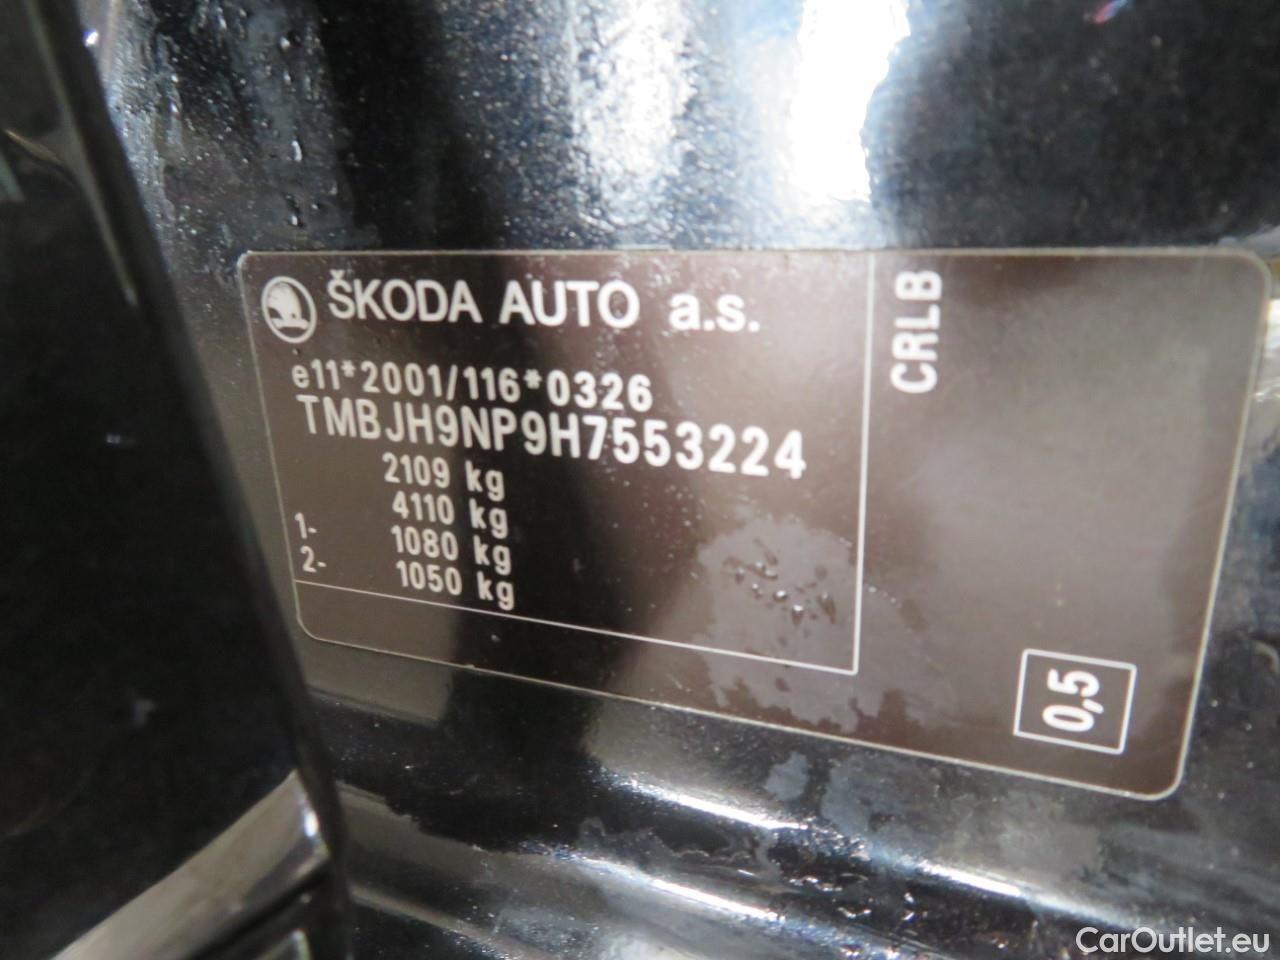 ŠKODA AUTO a.s.
e11*2001/116*0326
TMBJH9NP9H7553224
2109 kg
4110 kg
1- 1080 kg
2- 1050 kg
CRLB
0,5
CarOutlet.eu